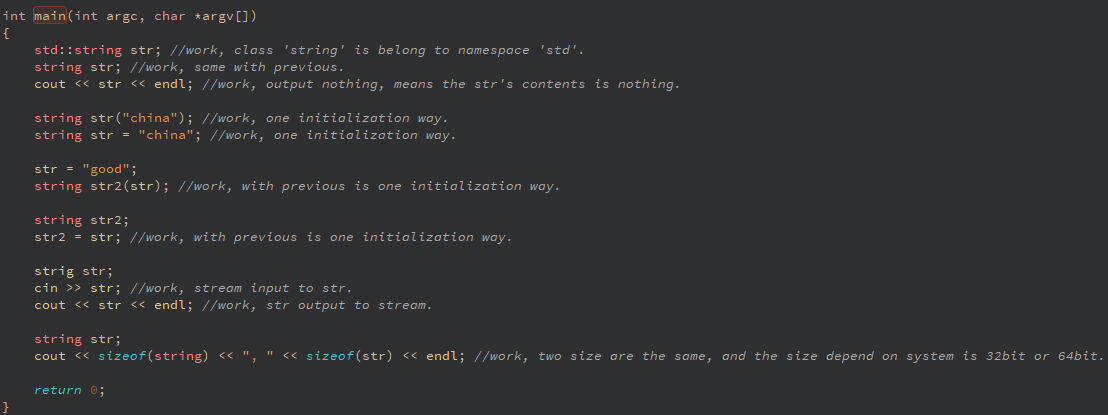 int main(int argc, char *argv[])
{
    std::string str; //work, class 'string' is belong to namespace 'std'.
    string str; //work, same with previous.
    cout << str << endl; //work, output nothing, means the str's contents is nothing.

    string str("china"); //work, one initialization way.
    string str = "china"; //work, one initialization way.

    str = "good";
    string str2(str); //work, with previous is one initialization way.

    string str2;
    str2 = str; //work, with previous is one initialization way.

    strig str;
    cin >> str; //work, stream input to str.
    cout << str << endl; //work, str output to stream.

    string str;
    cout << sizeof(string) << ", " << sizeof(str) << endl; //work, two size are the same, and the size depend on system is 32bit or 64bit.

    return 0;
}